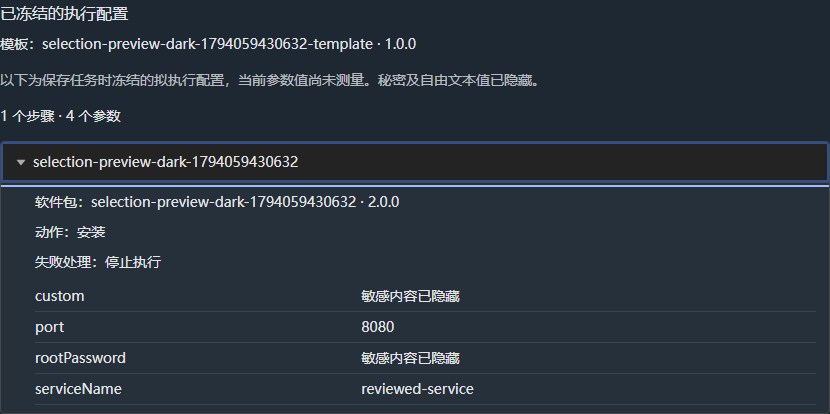 已冻结的执行配置
模板：selection-preview-dark-1794059430632-template · 1.0.0
以下为保存任务时冻结的拟执行配置，当前参数值尚未测量。秘密及自由文本值已隐藏。
1 个步骤 · 4 个参数
selection-preview-dark-1794059430632
软件包：selection-preview-dark-1794059430632 · 2.0.0
动作：安装
失败处理：停止执行
custom 敏感内容已隐藏
port 8080
rootPassword 敏感内容已隐藏
serviceName reviewed-service